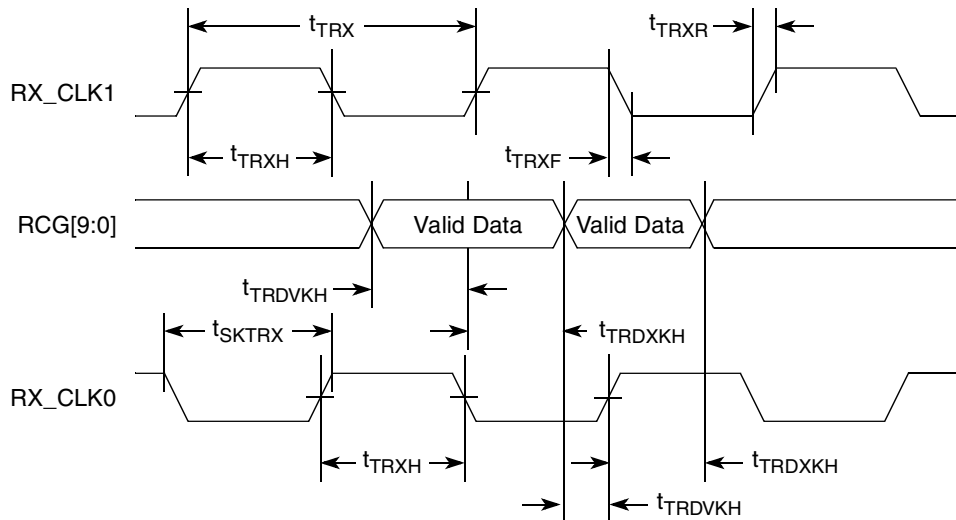 tTRX
tTRXR
RX_CLK1
tTRXH
tTRXF
RCG[9:0]
Valid Data
Valid Data
tTRDVKH
tSKTRX
tTRDXKH
RX_CLK0
tTRXH
tTRDXKH
tTRDVKH